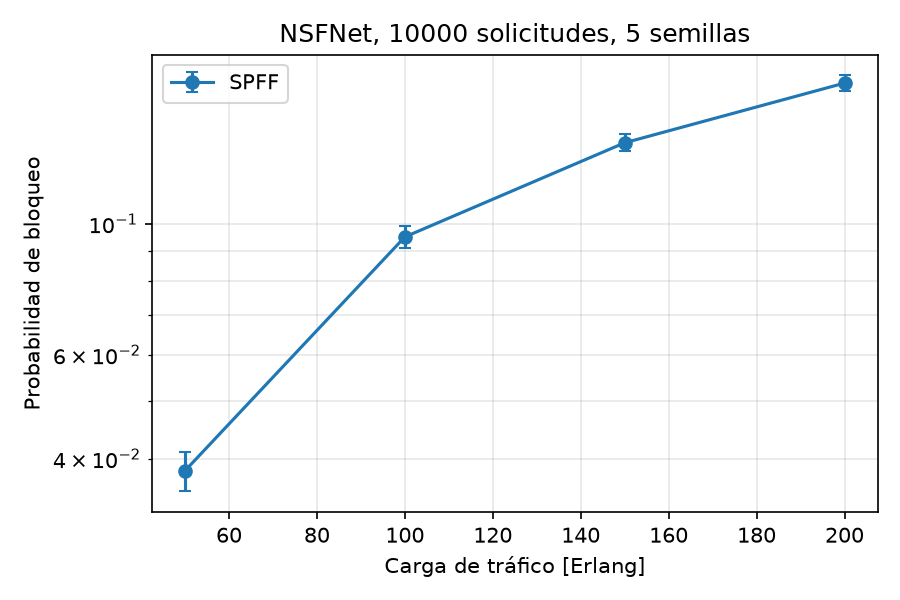 NSFNet, 10000 solicitudes, 5 semillas
SPFF
Probabilidad de bloqueo
10⁻¹
6 × 10⁻²
4 × 10⁻²
60 80 100 120 140 160 180 200
Carga de tráfico [Erlang]